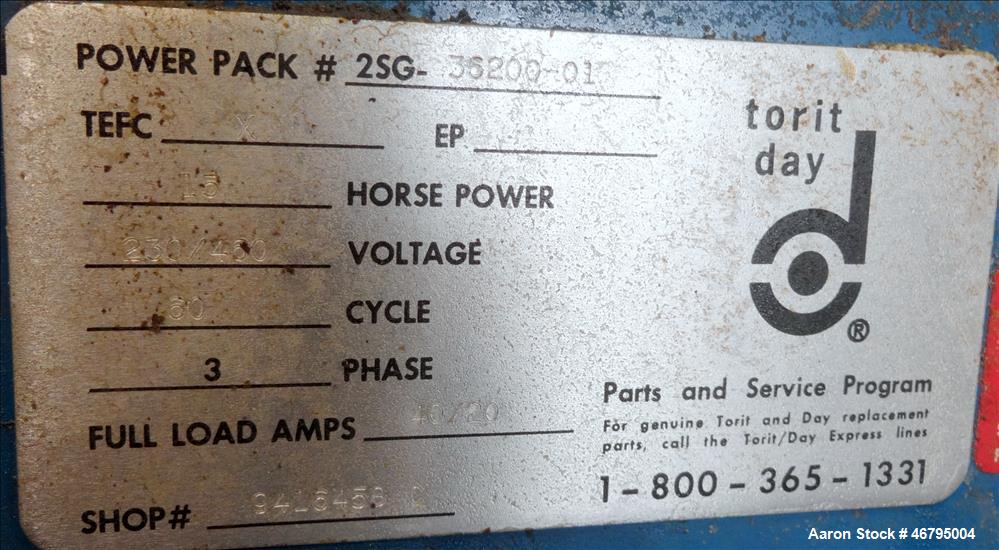 POWER PACK # 2SG- 36200-01
TEFC X EP
15 HORSE POWER
230/460 VOLTAGE
60 CYCLE
3 PHASE
FULL LOAD AMPS 40/20
SHOP#
torit
day
®
Parts and Service Program
For genuine Torit and Day replacement
parts, call the Torit/Day Express lines
1-800-365-1331
Aaron Stock # 46795004